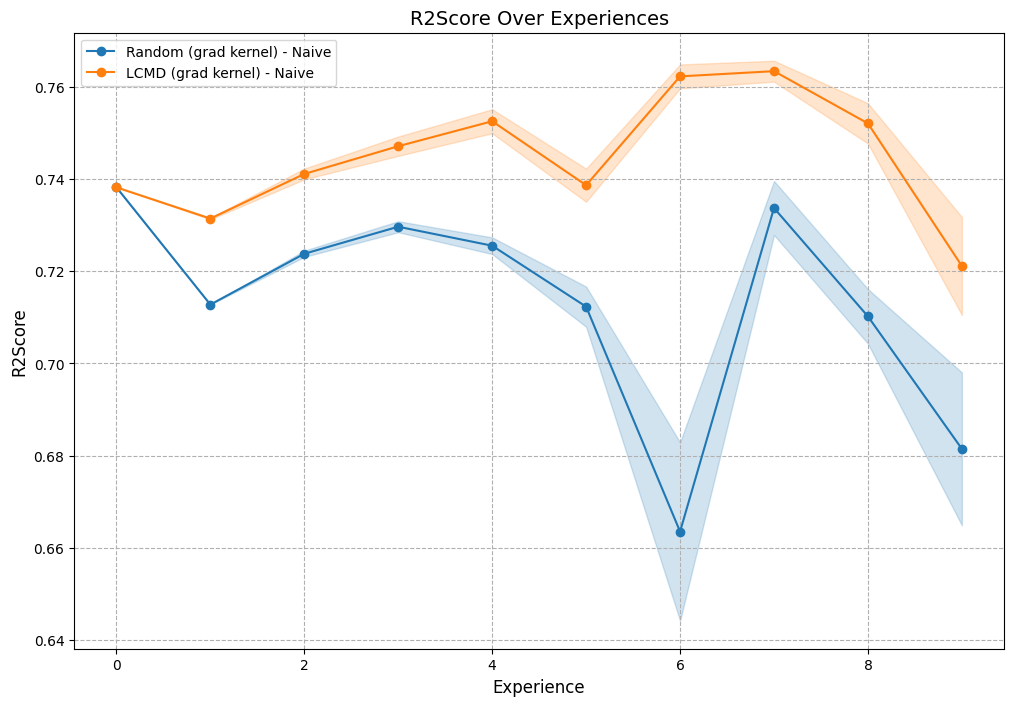 R2Score Over Experiences
Random (grad kernel) - Naive
LCMD (grad kernel) - Naive
R2Score
0.76
0.74
0.72
0.70
0.68
0.66
0.64
0 2 4 6 8
Experience